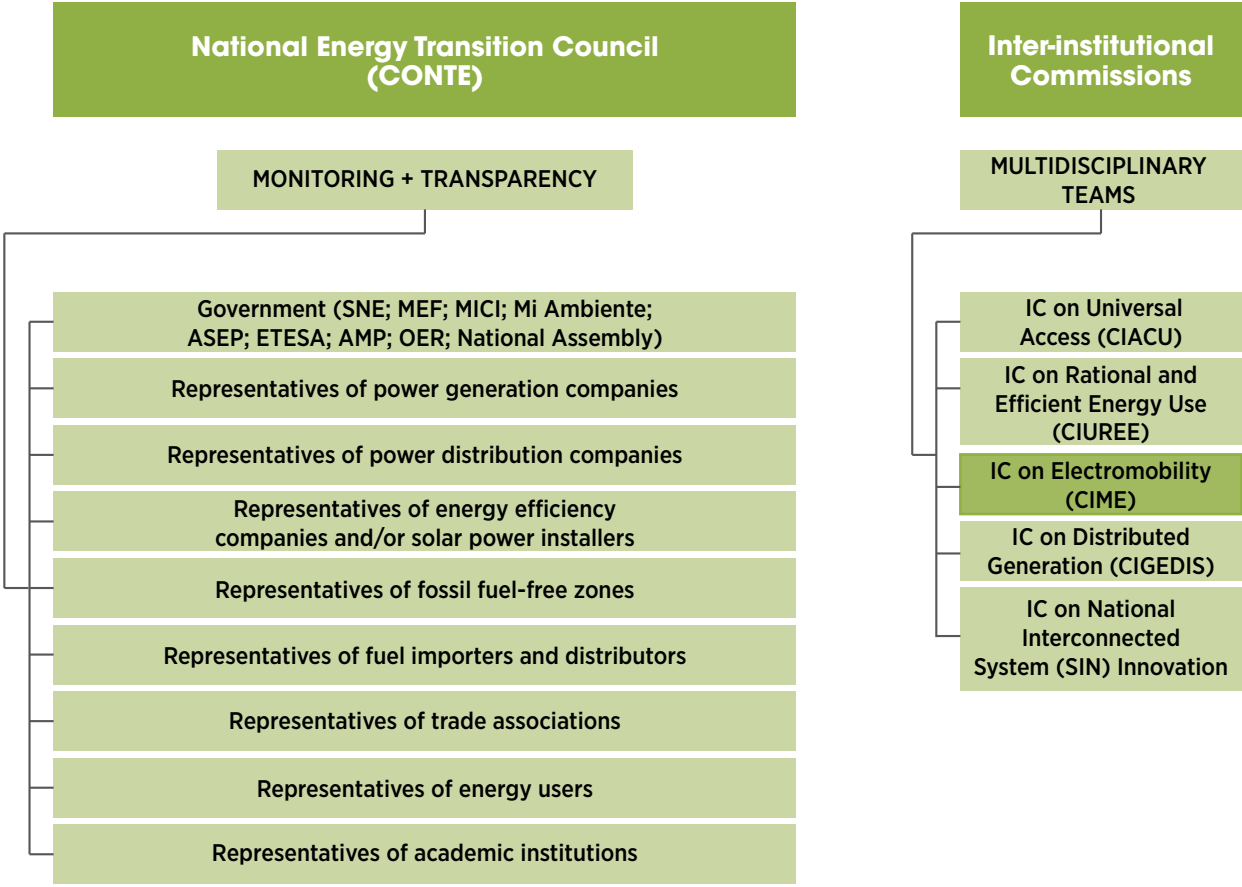 National Energy Transition Council
(CONTE)
MONITORING + TRANSPARENCY
Government (SNE; MEF; MICI; Mi Ambiente;
ASEP; ETESA; AMP; OER; National Assembly)
Representatives of power generation companies
Representatives of power distribution companies
Representatives of energy efficiency
companies and/or solar power installers
Representatives of fossil fuel-free zones
Representatives of fuel importers and distributors
Representatives of trade associations
Representatives of energy users
Representatives of academic institutions
Inter-institutional
Commissions
MULTIDISCIPLINARY
TEAMS
IC on Universal
Access (CIACU)
IC on Rational and
Efficient Energy Use
(CIUREE)
IC on Electromobility
(CIME)
IC on Distributed
Generation (CIGEDIS)
IC on National
Interconnected
System (SIN) Innovation